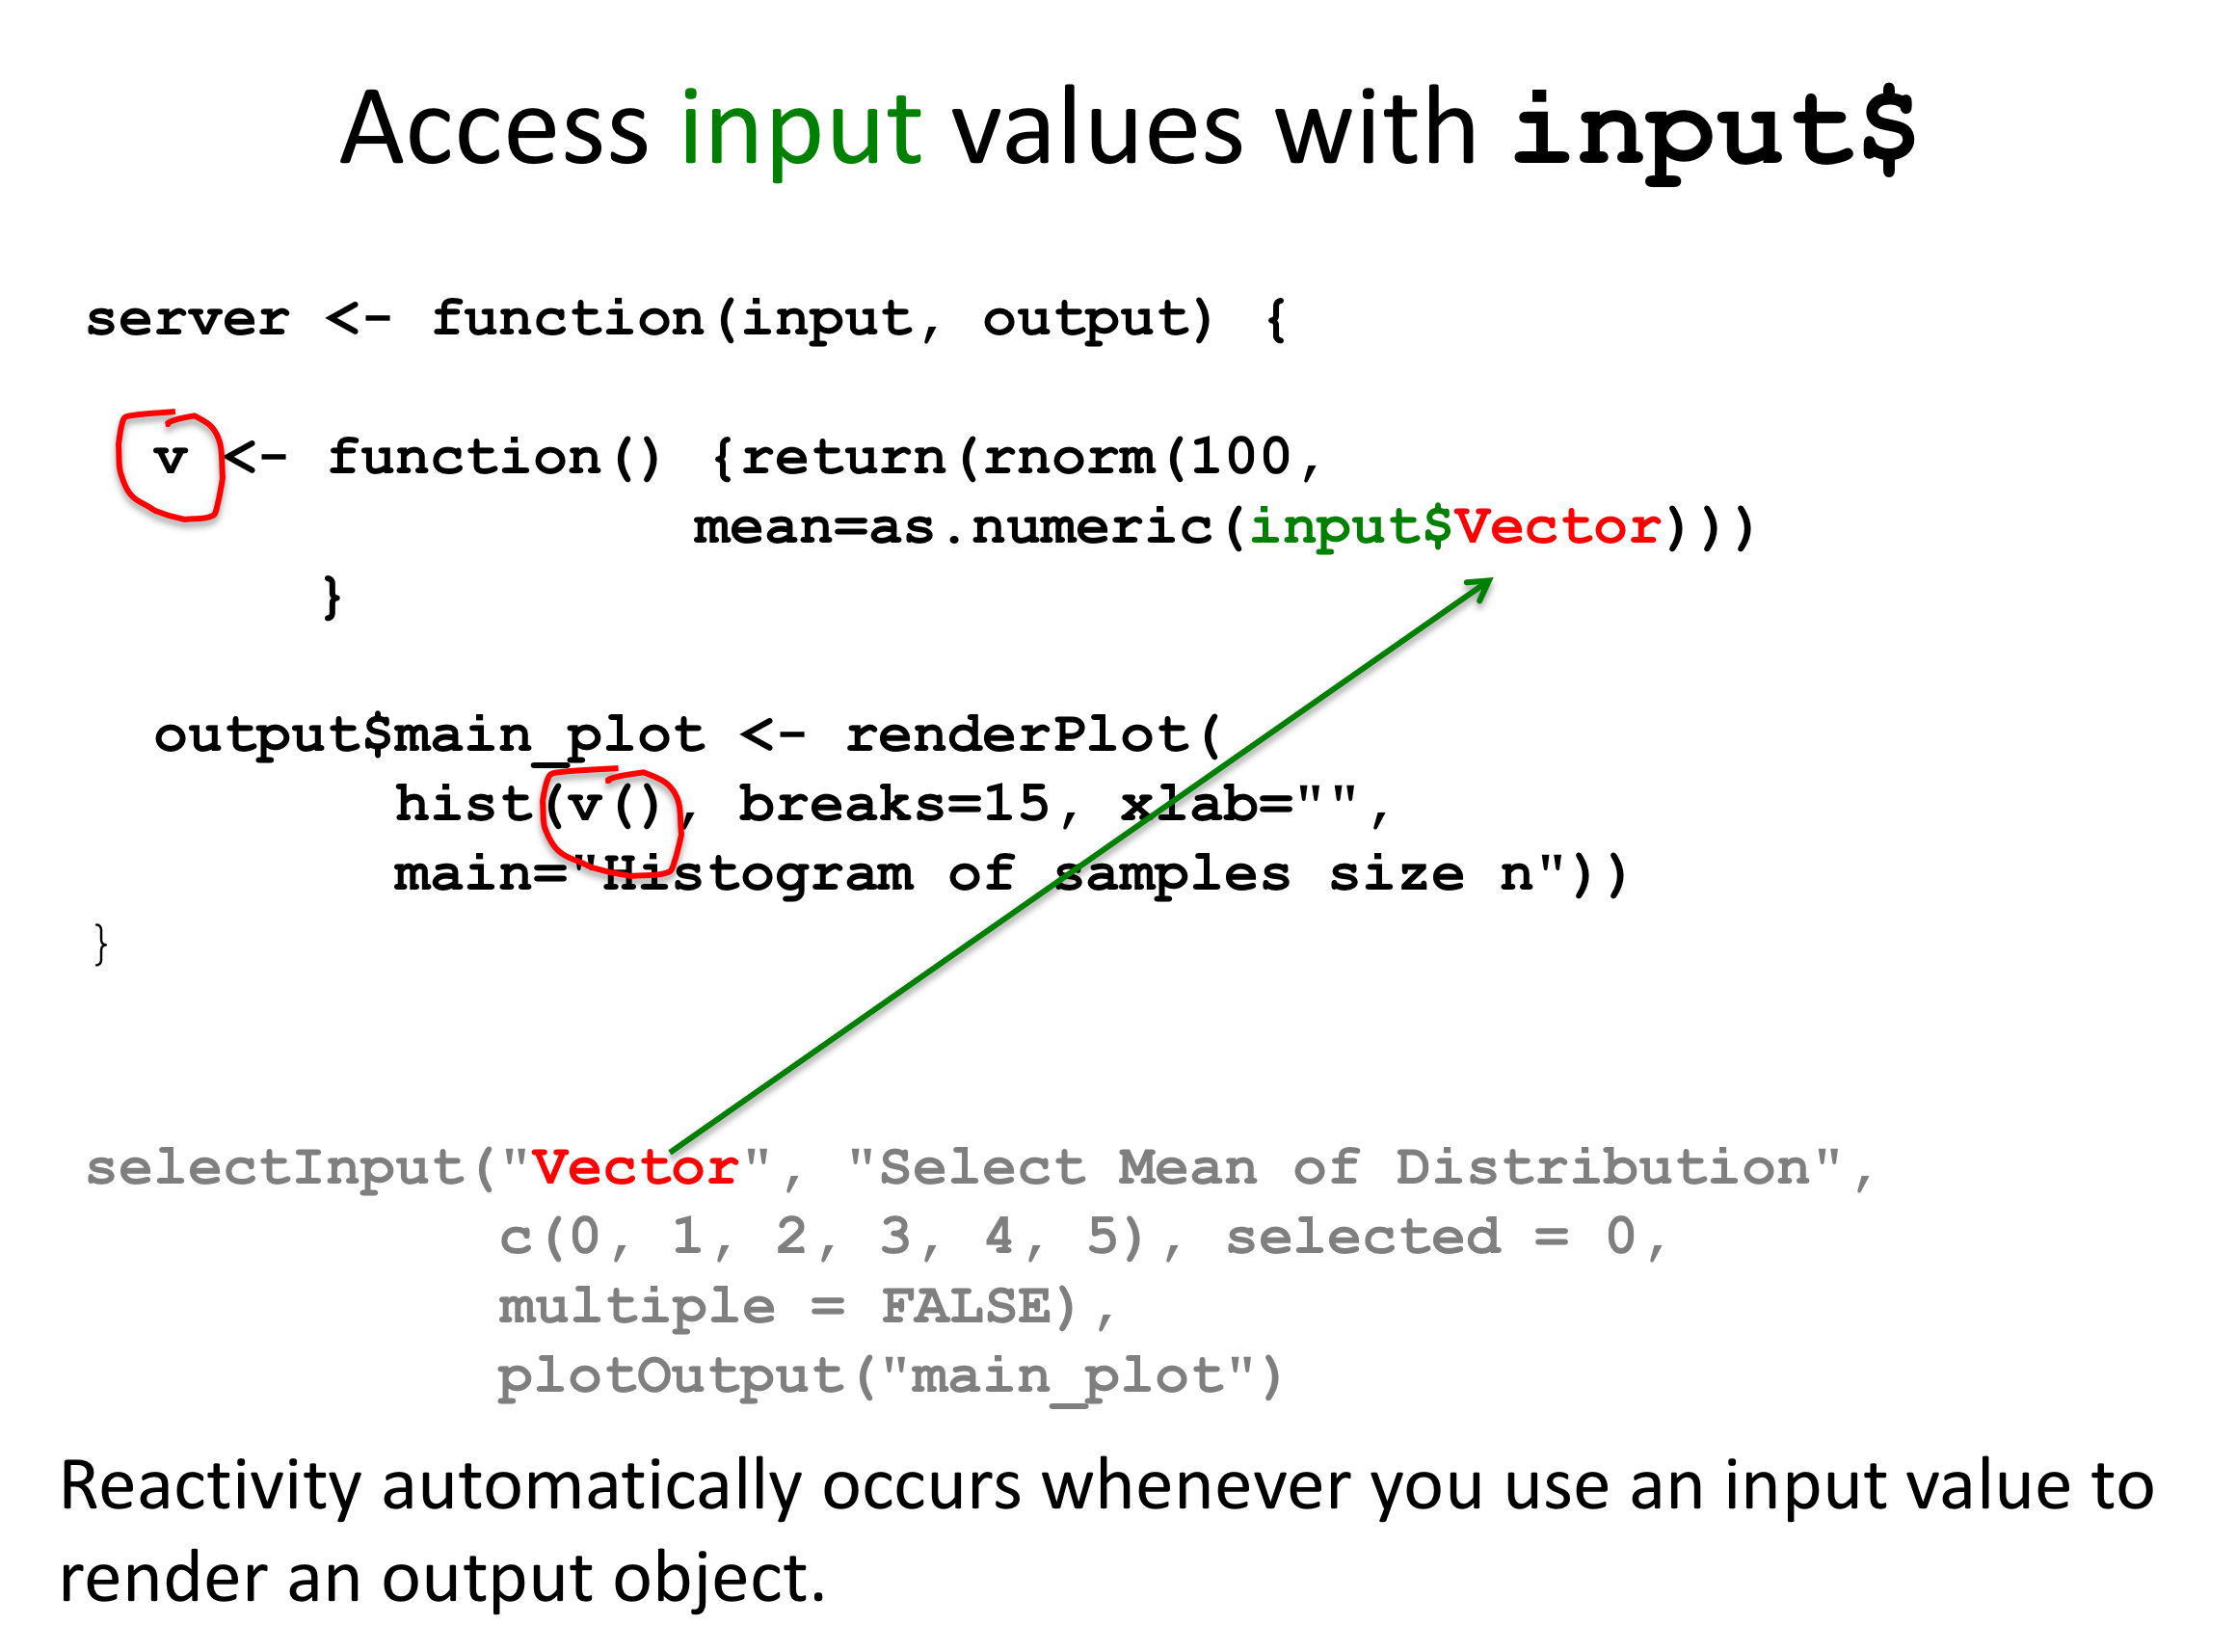 Access input values with input$
server <- function(input, output) {
v <- function() {return(rnorm(100,
mean=as.numeric(input$Vector)))
}
output$main_plot <- renderPlot(
hist(v(), breaks=15, xlab="",
main="Histogram of samples size n"))
}
selectInput("Vector", "Select Mean of Distribution",
c(0, 1, 2, 3, 4, 5), selected = 0,
multiple = FALSE),
plotOutput("main_plot")
Reactivity automatically occurs whenever you use an input value to
render an output object.